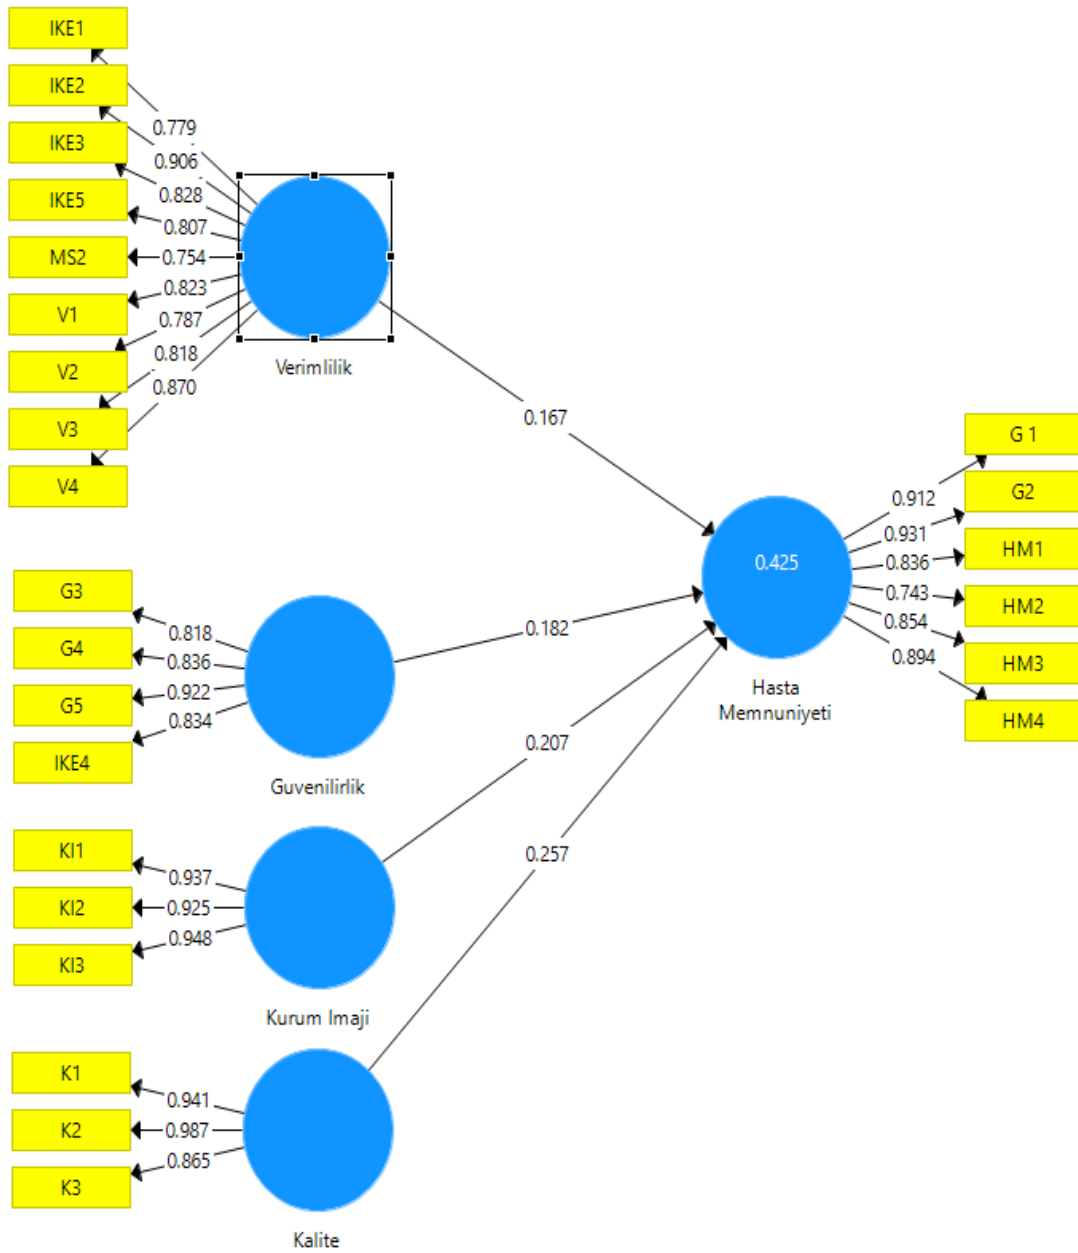 IKE1
IKE2
IKE3
IKE5
MS2
V1
V2
V3
V4
0.779
0.906
0.828
0.807
0.754
0.823
0.787
0.818
0.870
Verimlilik
0.167
G3
G4
G5
IKE4
0.818
0.836
0.922
0.834
Guvenilirlik
0.182
KI1
KI2
KI3
0.937
0.925
0.948
Kurum Imaji
0.207
K1
K2
K3
0.941
0.987
0.865
Kalite
0.257
0.425
Hasta
Memnuniyeti
0.912
0.931
0.836
0.743
0.854
0.894
G 1
G2
HM1
HM2
HM3
HM4